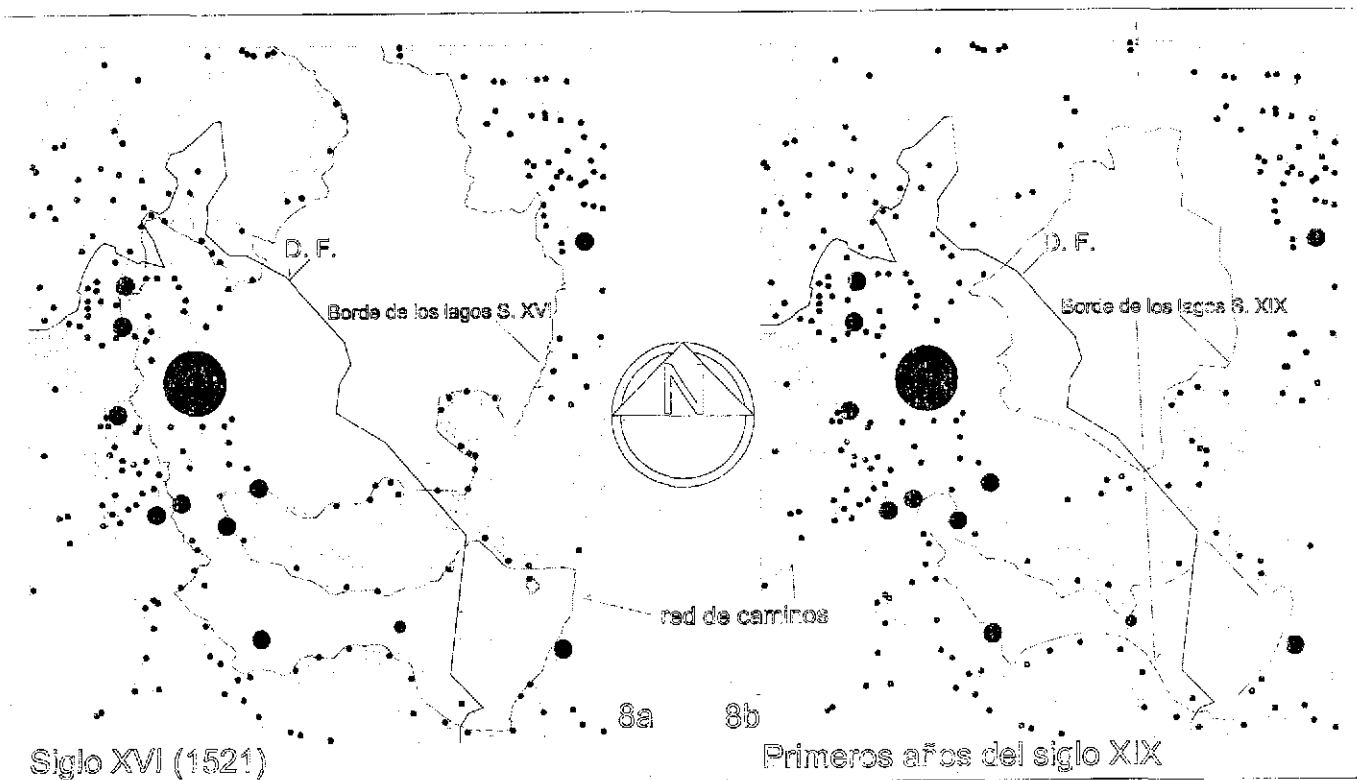 D. F.
Borde de los lagos S. XVI
D. F.
Borde de los lagos S. XIX
N
red de caminos
8a
8b
Siglo XVI (1521)
Primeros años del siglo XIX